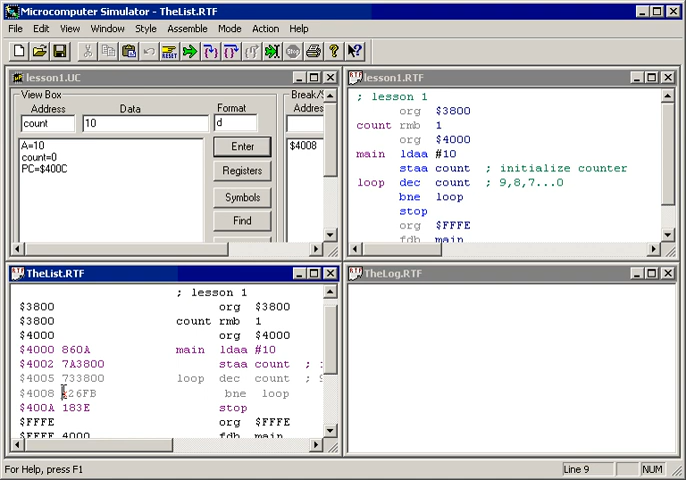 Microcomputer Simulator - TheList.RTF
File Edit View Window Style Assemble Mode Action Help
RESET
lesson1.UC
View Box Break/S
Address Data Format Addres
count 10 d
A=10
count=0
PC=$400C
Enter
Registers
Symbols
Find
$4008
lesson1.RTF
; lesson 1
org $3800
count rmb 1
org $4000
main ldaa #10
staa count ; initialize counter
loop dec count ; 9,8,7...0
bne loop
stop
org $FFFE
fdb main
TheList.RTF
; lesson 1
$3800 org $3800
$3800 count rmb 1
$4000 org $4000
$4000 860A main ldaa #10
$4002 7A3800 staa count ;
$4005 733800 loop dec count ; 9
$4008 26FB bne loop
$400A 183E stop
$FFFE org $FFFE
$FFFE 4000 fdb main
TheLog.RTF
For Help, press F1 Line 9 NUM